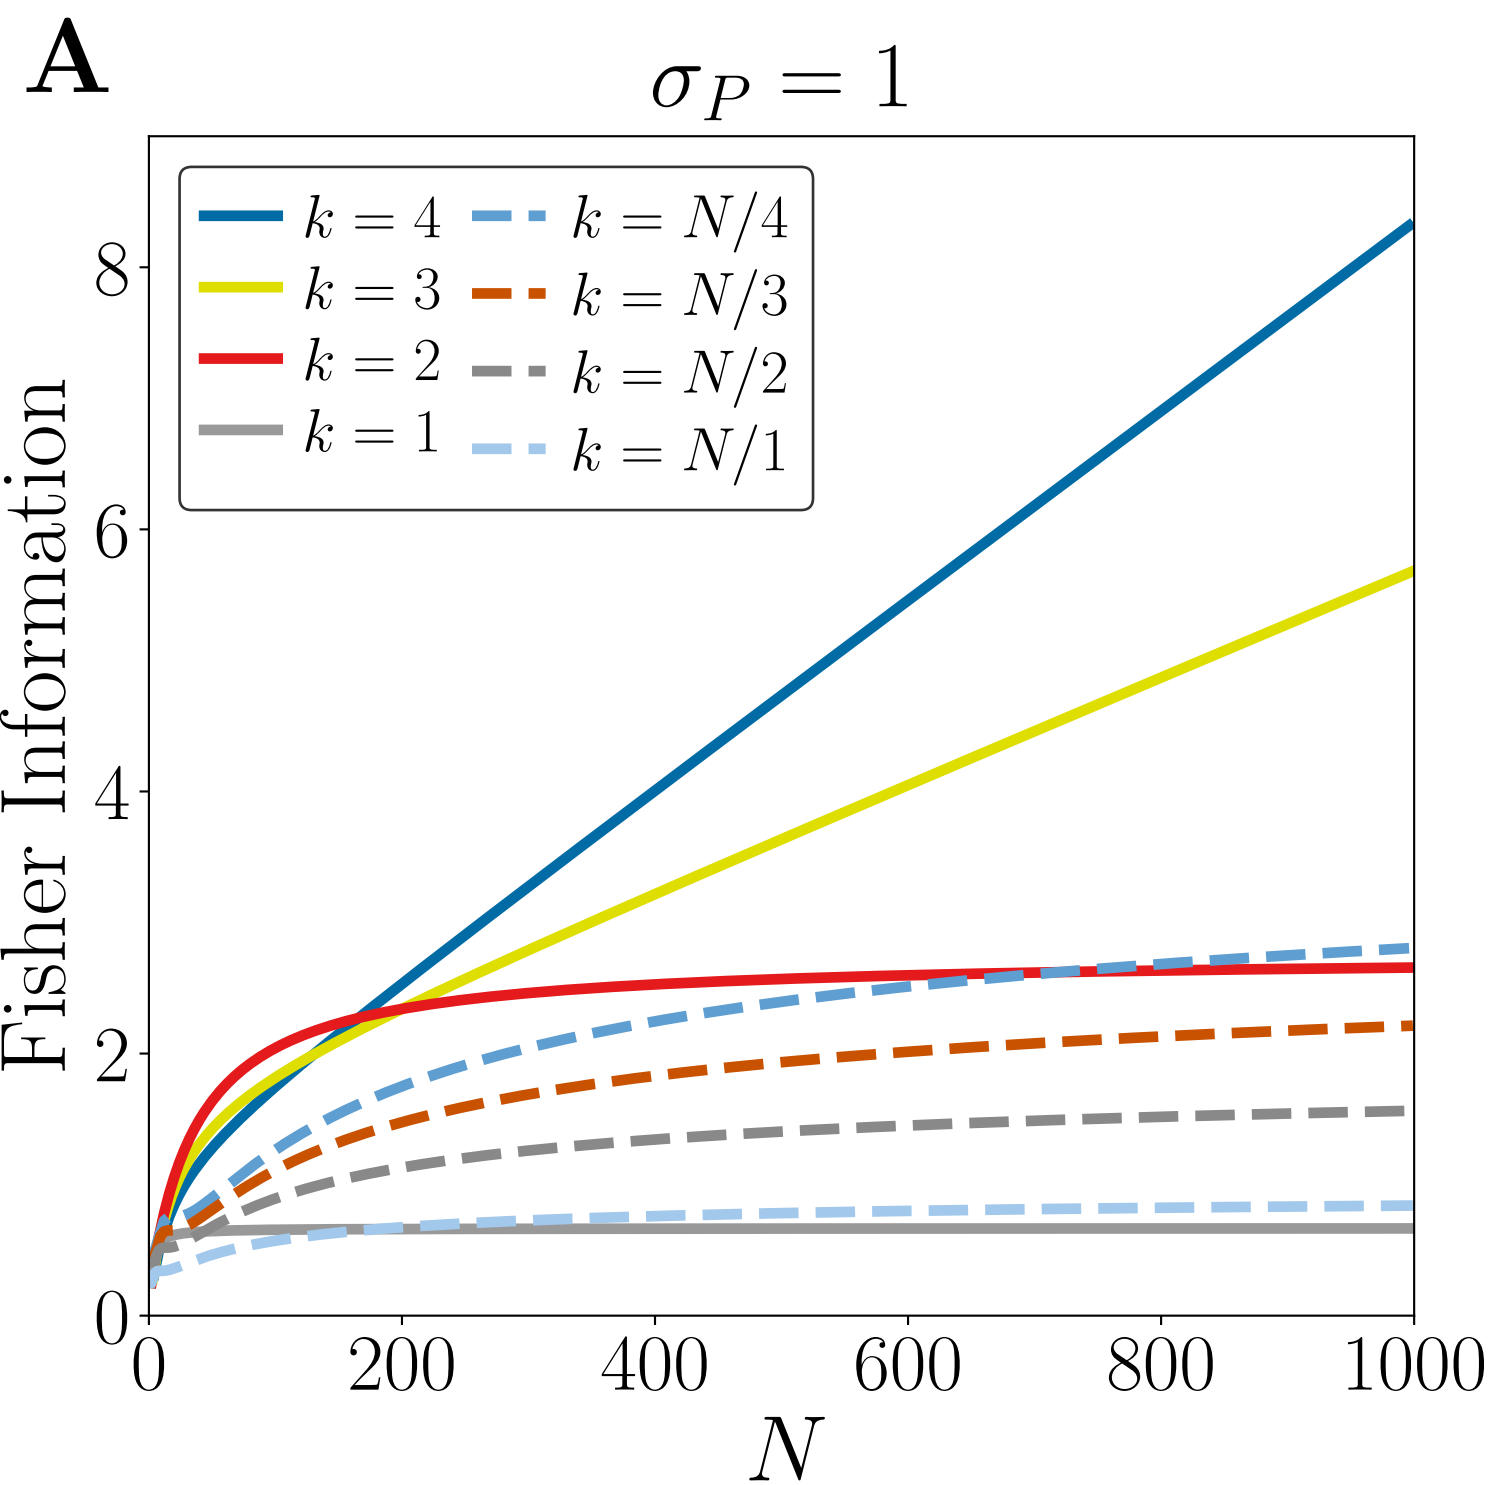 A
σ_P = 1
k = 4
k = 3
k = 2
k = 1
k = N/4
k = N/3
k = N/2
k = N/1
Fisher Information
8
6
4
2
0
0 200 400 600 800 1000
N